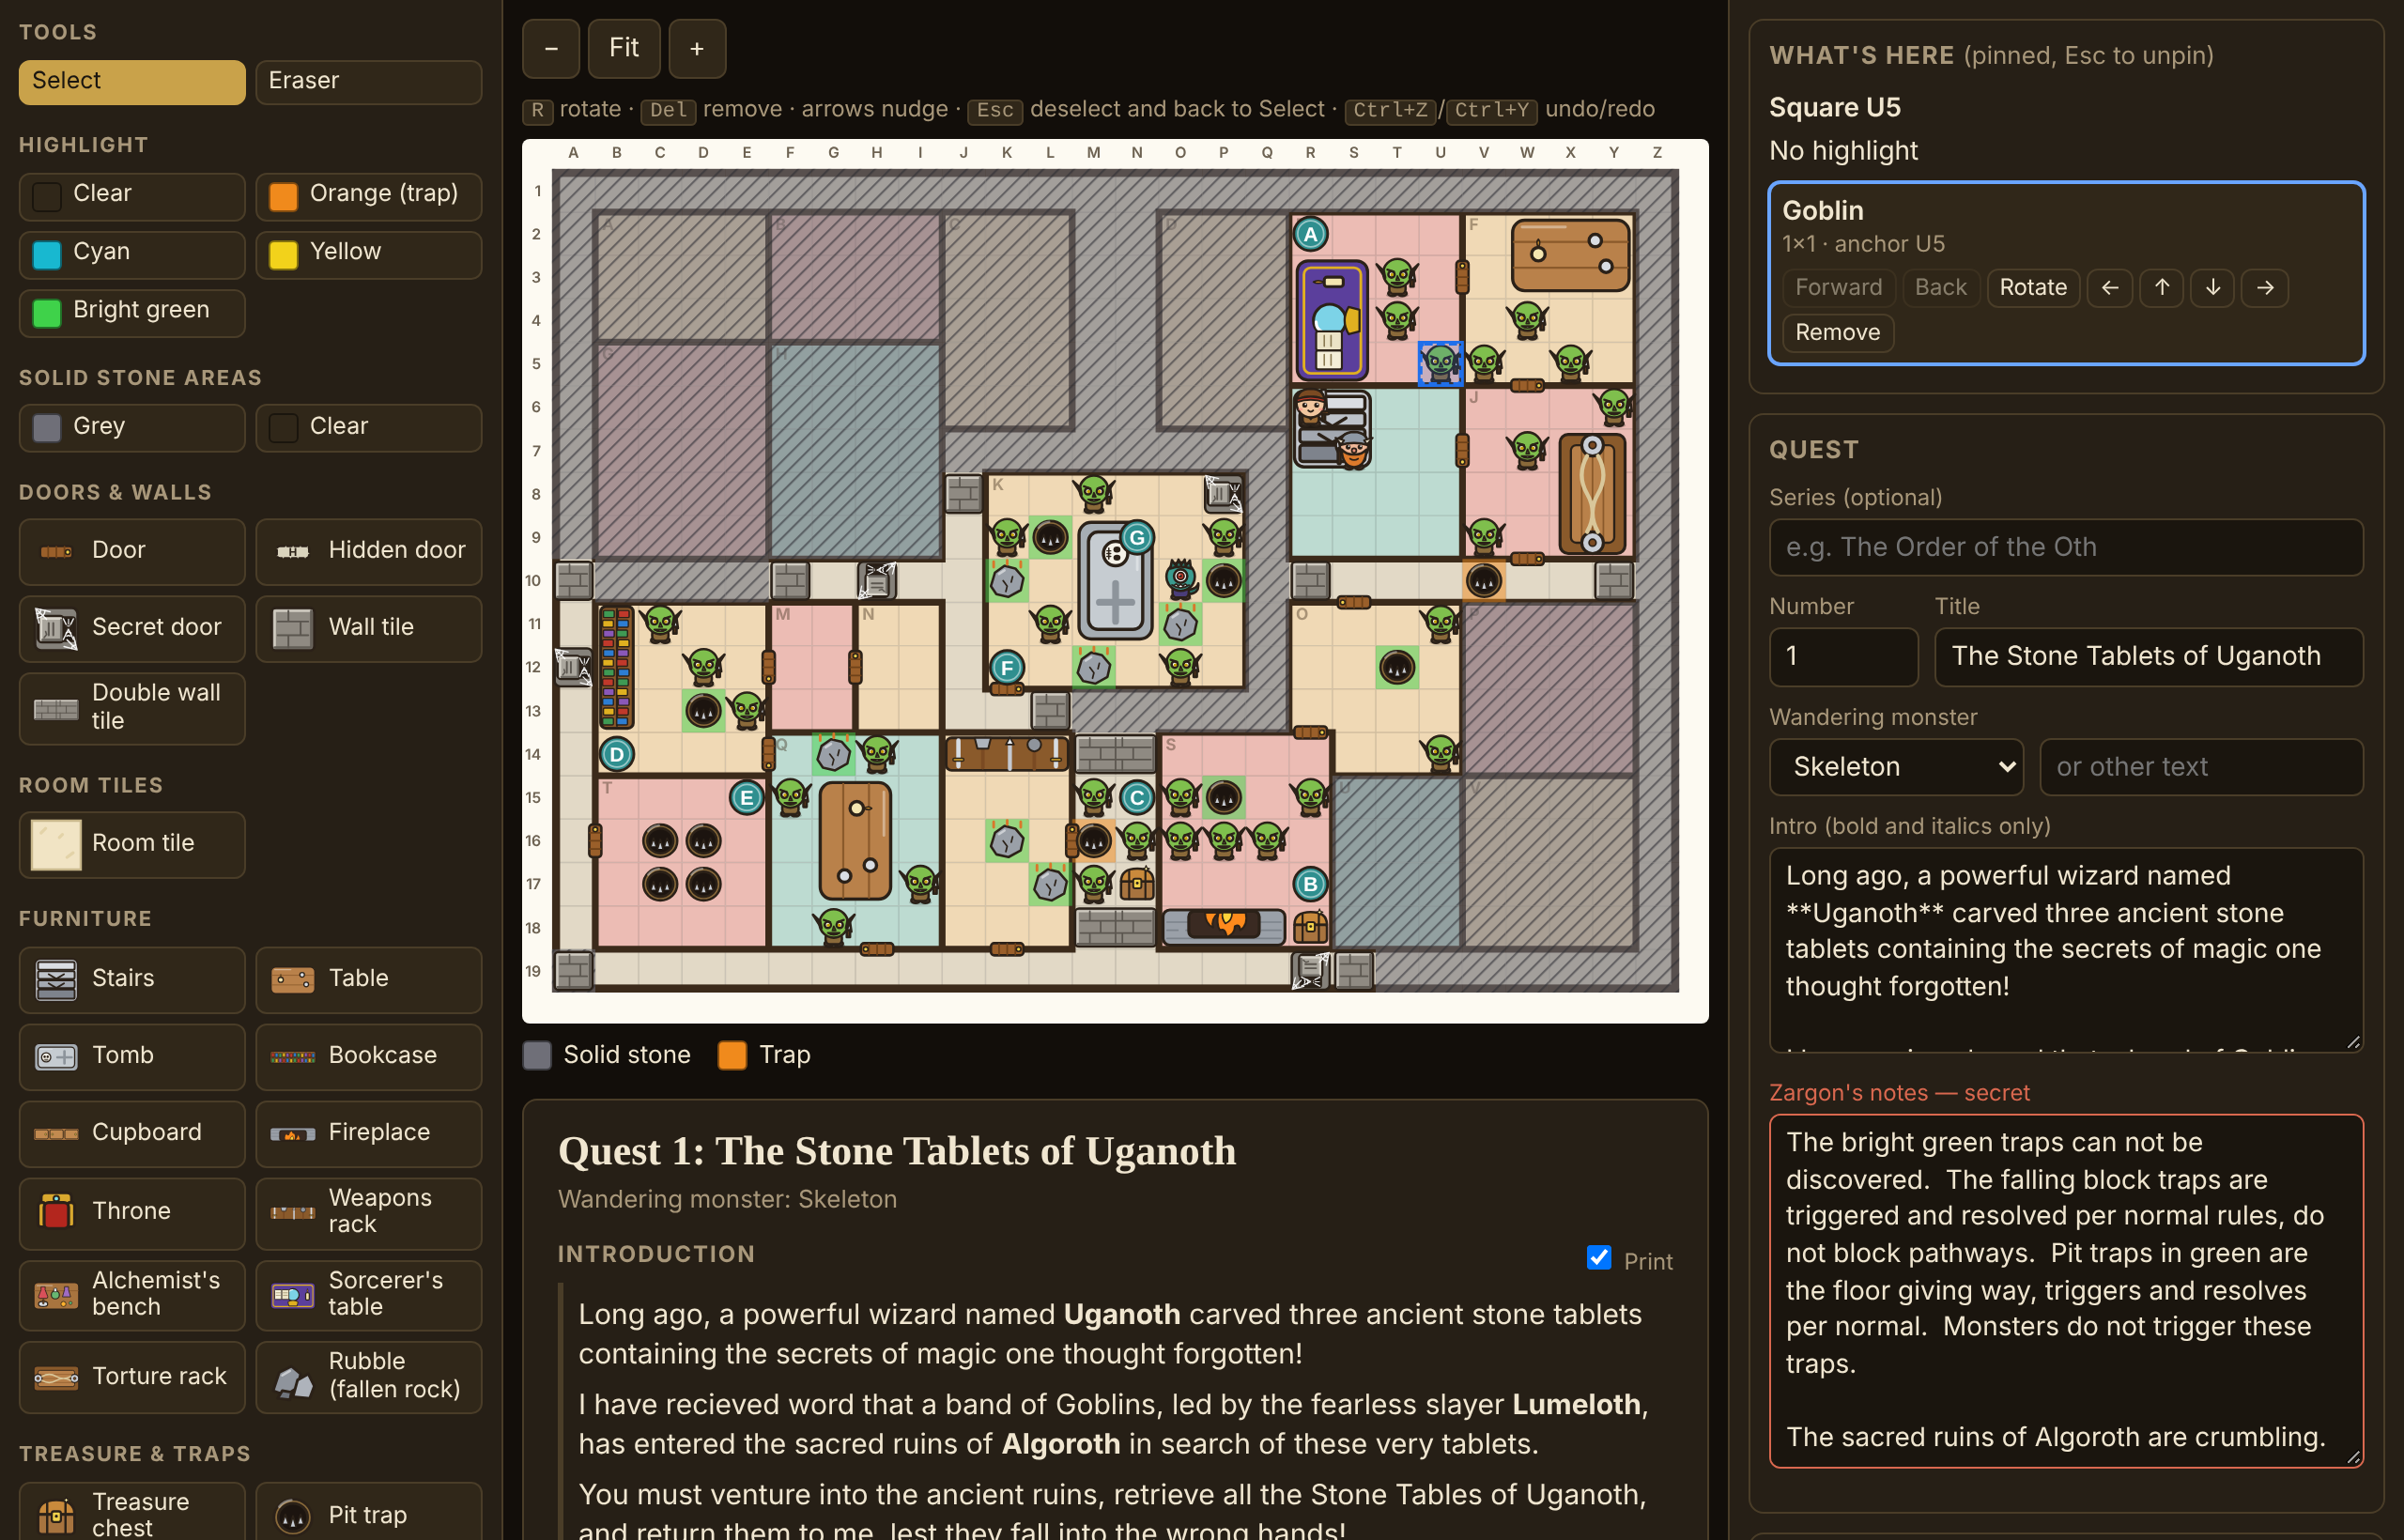 TOOLS
Select
Eraser
HIGHLIGHT
Clear
Orange (trap)
Cyan
Yellow
Bright green
SOLID STONE AREAS
Grey
Clear
DOORS & WALLS
Door
Hidden door
Secret door
Wall tile
Double wall
tile
ROOM TILES
Room tile
FURNITURE
Stairs
Table
Tomb
Bookcase
Cupboard
Fireplace
Throne
Weapons
rack
Alchemist's
bench
Sorcerer's
table
Torture rack
Rubble
(fallen rock)
TREASURE & TRAPS
Treasure
chest
Pit trap
−
Fit
+
R rotate · Del remove · arrows nudge · Esc deselect and back to Select · Ctrl+Z/Ctrl+Y undo/redo
A B C D E F G H I J K L M N O P Q R S T U V W X Y Z
1
2
3
4
5
6
7
8
9
10
11
12
13
14
15
16
17
18
19
A B C D F
A
G H
J
K
G
M N O
F
D
Q S
T E C U V
B
Solid stone
Trap
Quest 1: The Stone Tablets of Uganoth
Wandering monster: Skeleton
INTRODUCTION
Print
Long ago, a powerful wizard named Uganoth carved three ancient stone tablets
containing the secrets of magic one thought forgotten!
I have recieved word that a band of Goblins, led by the fearless slayer Lumeloth,
has entered the sacred ruins of Algoroth in search of these very tablets.
You must venture into the ancient ruins, retrieve all the Stone Tables of Uganoth,
and return them to me, lest they fall into the wrong hands!
WHAT'S HERE (pinned, Esc to unpin)
Square U5
No highlight
Goblin
1×1 · anchor U5
Forward
Back
Rotate
←
↑
↓
→
Remove
QUEST
Series (optional)
e.g. The Order of the Oth
Number
Title
1
The Stone Tablets of Uganoth
Wandering monster
Skeleton
or other text
Intro (bold and italics only)
Long ago, a powerful wizard named
**Uganoth** carved three ancient stone
tablets containing the secrets of magic one
thought forgotten!
Zargon's notes — secret
The bright green traps can not be
discovered.  The falling block traps are
triggered and resolved per normal rules, do
not block pathways.  Pit traps in green are
the floor giving way, triggers and resolves
per normal.  Monsters do not trigger these
traps.
The sacred ruins of Algoroth are crumbling.